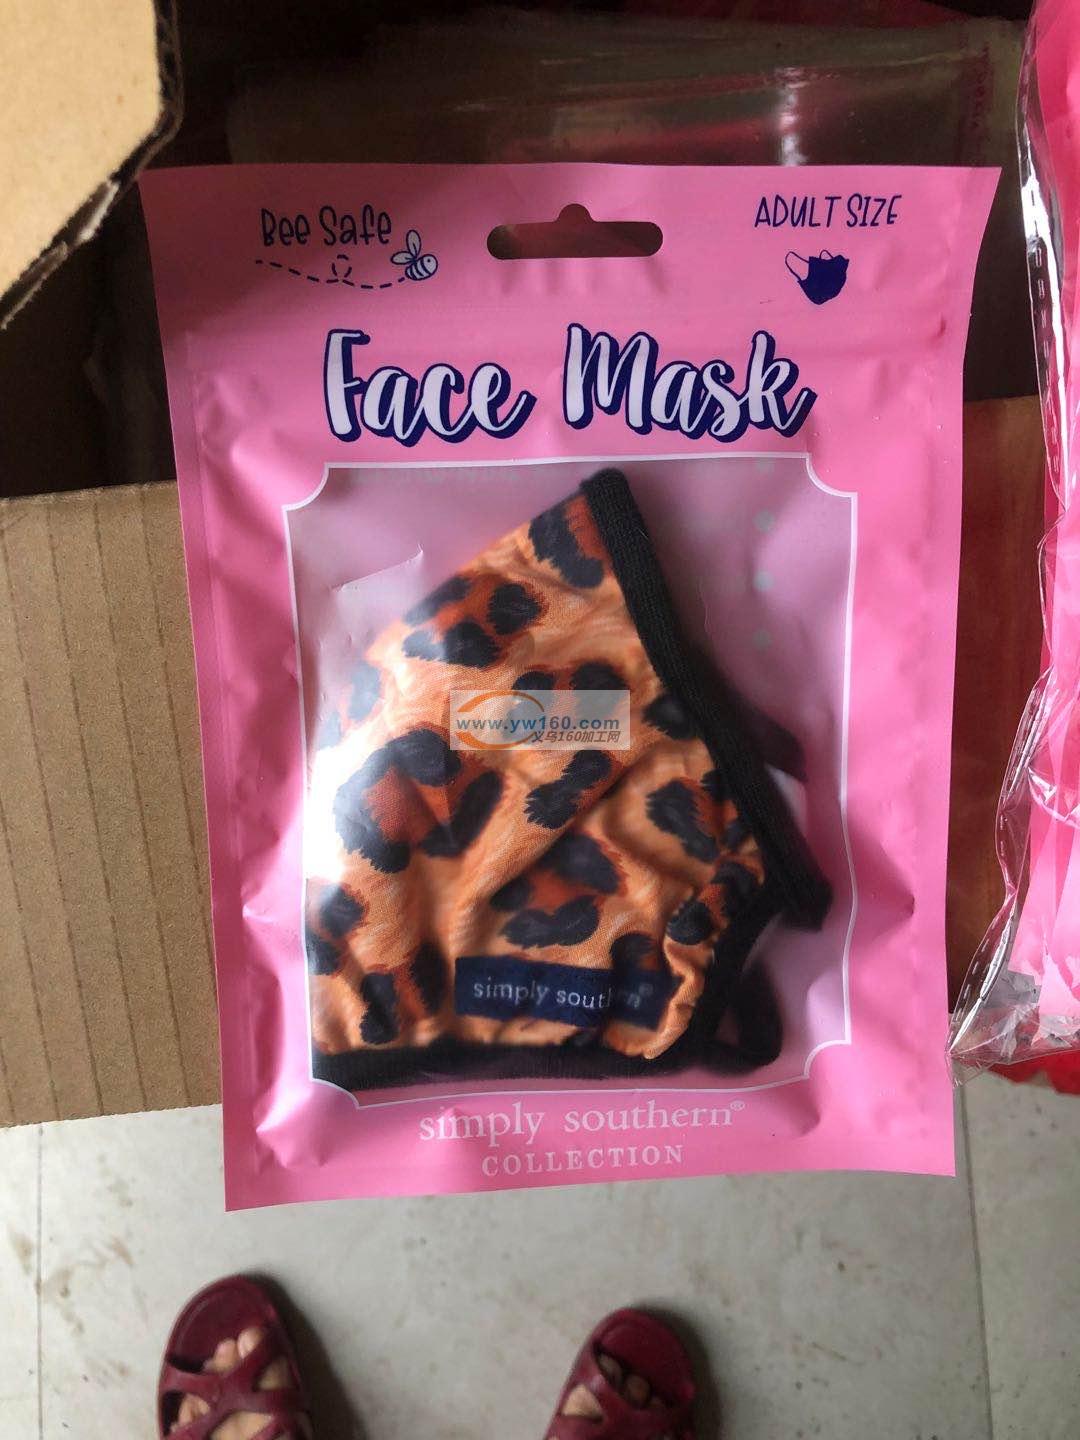 Bee Safe
ADULT SIZE
Face Mask
www.yw160.com
义乌160加工网
simply southern®
simply southern®
COLLECTION